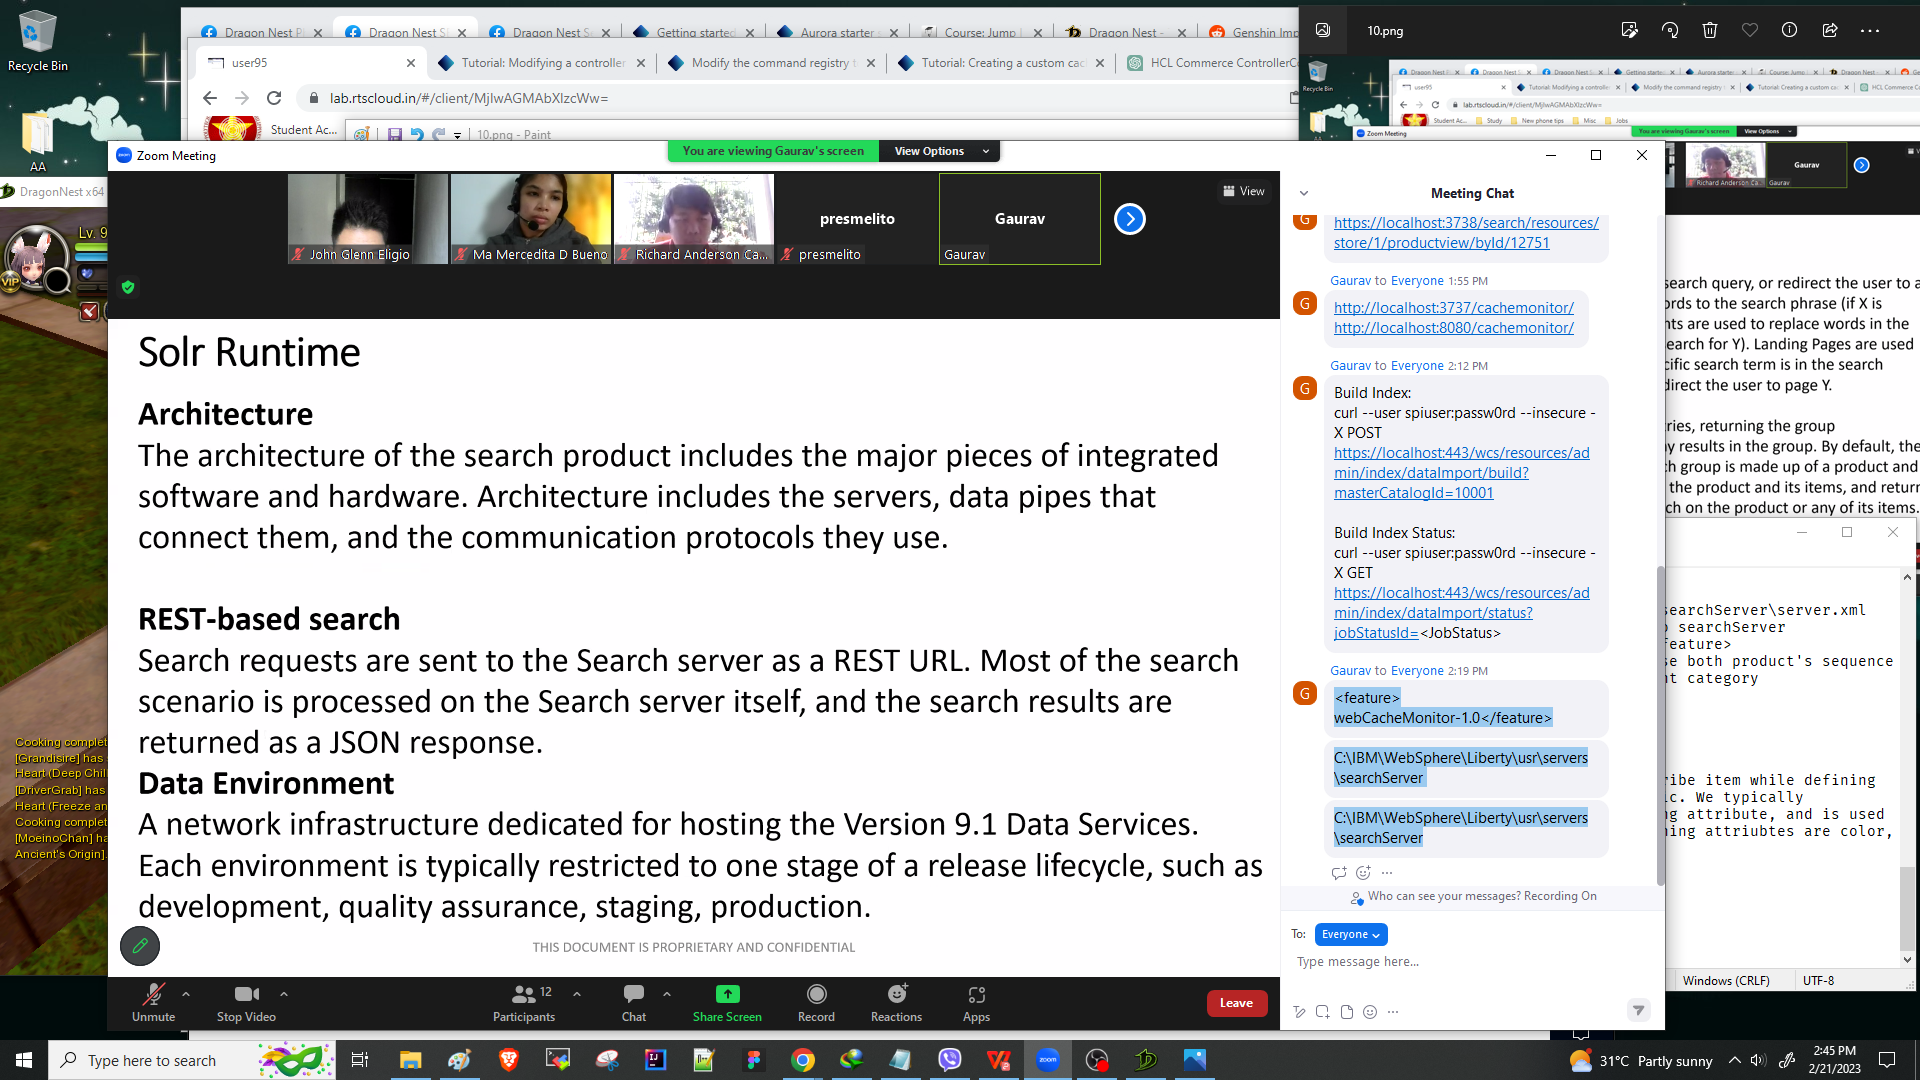 Recycle Bin
AA
DragonNest x64
Lv. 9
VIP
Dragon Nest P
Dragon Nest S
Dragon Nest S
Getting started
Aurora starter s
Course: Jump I
Dragon Nest -
Genshin Imp
user95
Tutorial: Modifying a controller
Modify the command registry t
Tutorial: Creating a custom cac
HCL Commerce ControllerCo
lab.rtscloud.in/#/client/MjIwAGMAbXlzcWw=
Student Ac...
10.png - Paint
10.png
Zoom Meeting
You are viewing Gaurav's screen
View Options
View
John Glenn Eligio
Ma Mercedita D Bueno
Richard Anderson Ca...
presmelito
presmelito
Gaurav
Gaurav
Solr Runtime
Architecture
The architecture of the search product includes the major pieces of integrated
software and hardware. Architecture includes the servers, data pipes that
connect them, and the communication protocols they use.
REST-based search
Search requests are sent to the Search server as a REST URL. Most of the search
scenario is processed on the Search server itself, and the search results are
returned as a JSON response.
Data Environment
A network infrastructure dedicated for hosting the Version 9.1 Data Services.
Each environment is typically restricted to one stage of a release lifecycle, such as
development, quality assurance, staging, production.
THIS DOCUMENT IS PROPRIETARY AND CONFIDENTIAL
Unmute
Stop Video
12
Participants
Chat
Share Screen
Record
Reactions
Apps
Leave
Meeting Chat
https://localhost:3738/search/resources/
store/1/productview/byId/12751
Gaurav to Everyone 1:55 PM
http://localhost:3737/cachemonitor/
http://localhost:8080/cachemonitor/
Gaurav to Everyone 2:12 PM
Build Index:
curl --user spiuser:passw0rd --insecure -
X POST
https://localhost:443/wcs/resources/ad
min/index/dataImport/build?
masterCatalogId=10001
Build Index Status:
curl --user spiuser:passw0rd --insecure -
X GET
https://localhost:443/wcs/resources/ad
min/index/dataImport/status?
jobStatusId=<JobStatus>
Gaurav to Everyone 2:19 PM
<feature>
webCacheMonitor-1.0</feature>
C:\IBM\WebSphere\Liberty\usr\servers
\searchServer
C:\IBM\WebSphere\Liberty\usr\servers
\searchServer
Who can see your messages? Recording On
To: Everyone
Type message here...
Cooking complet
[Grandisire] has
Heart (Deep Chill
[DriverGrab] has
Heart (Freeze an
Cooking complet
[MoeinoChan] ha
Ancient's Origin].
search query, or redirect the user to a
ords to the search phrase (if X is
nts are used to replace words in the
search for Y). Landing Pages are used
cific search term is in the search
direct the user to page Y.
ries, returning the group
y results in the group. By default, the
h group is made up of a product and
the product and its items, and return
ch on the product or any of its items.
searchServer\server.xml
searchServer
feature>
se both product's sequence
nt category
ribe item while defining
ic. We typically
ng attribute, and is used
ning attriubtes are color,
Windows (CRLF)
UTF-8
Type here to search
31°C Partly sunny
2:45 PM
2/21/2023